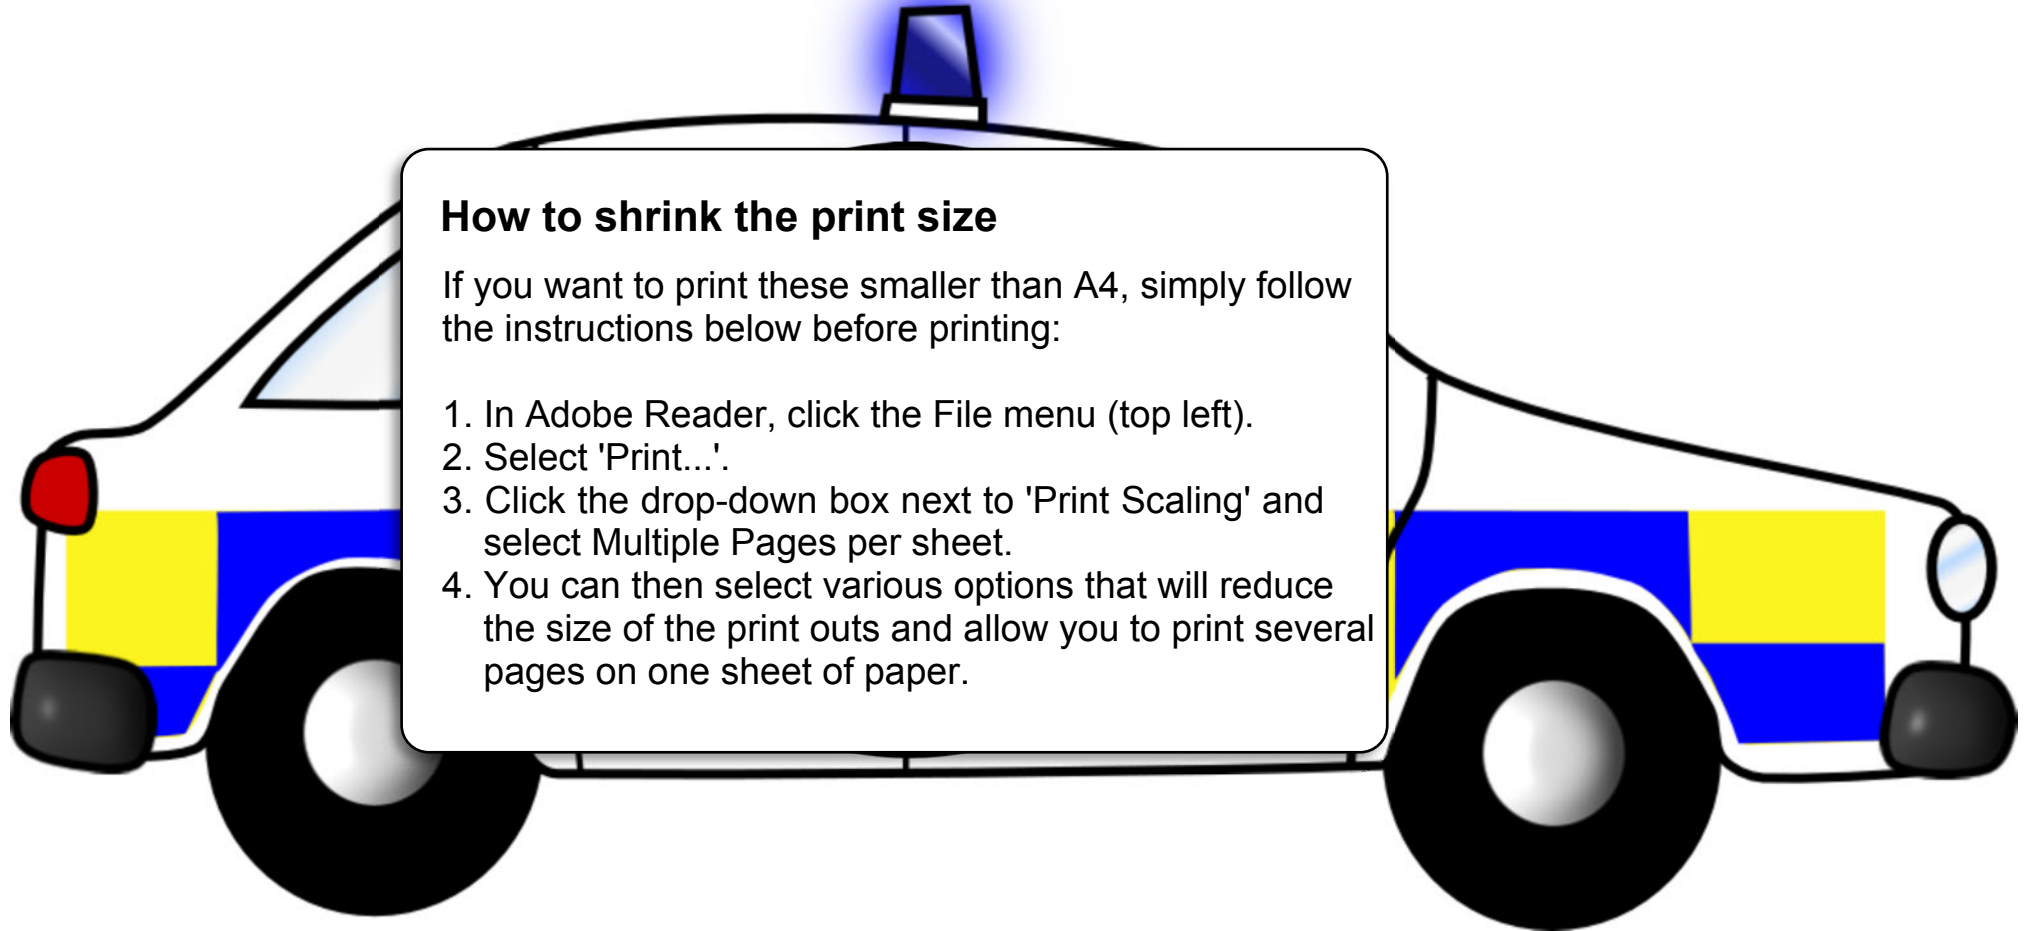 How to shrink the print size
If you want to print these smaller than A4, simply follow
the instructions below before printing:
1. In Adobe Reader, click the File menu (top left).
2. Select 'Print...'.
3. Click the drop-down box next to 'Print Scaling' and
select Multiple Pages per sheet.
4. You can then select various options that will reduce
the size of the print outs and allow you to print several
pages on one sheet of paper.